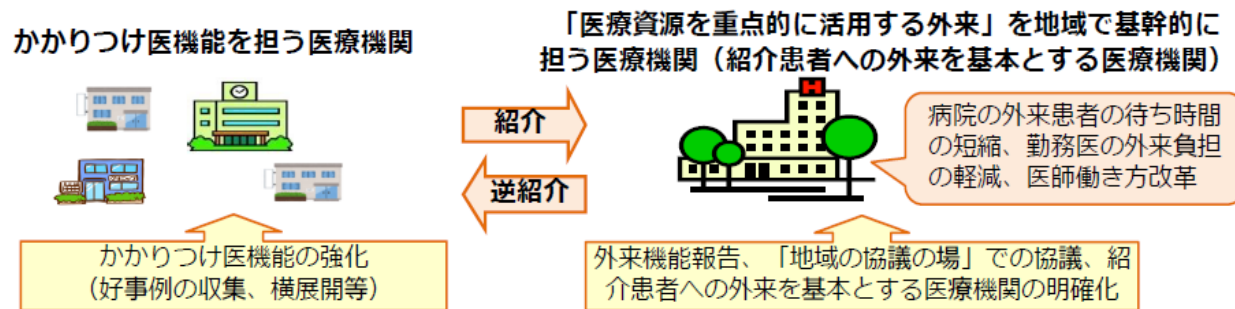 かかりつけ医機能を担う医療機関
「医療資源を重点的に活用する外来」を地域で基幹的に
担う医療機関（紹介患者への外来を基本とする医療機関）
H
紹介
逆紹介
病院の外来患者の待ち時間
の短縮、勤務医の外来負担
の軽減、医師働き方改革
かかりつけ医機能の強化
（好事例の収集、横展開等）
外来機能報告、「地域の協議の場」での協議、紹
介患者への外来を基本とする医療機関の明確化